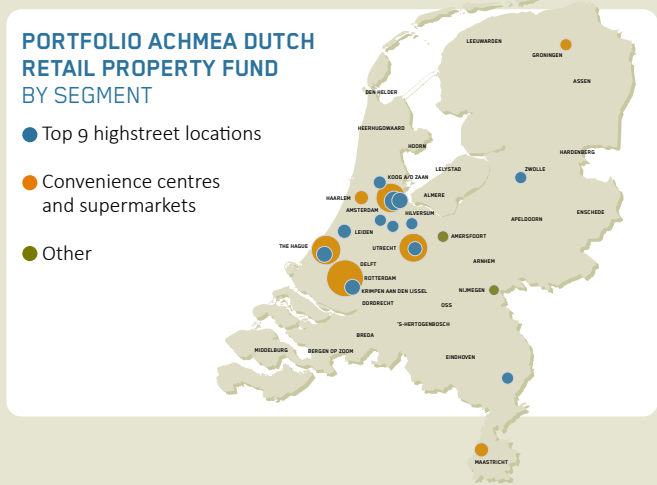 PORTFOLIO ACHMEA DUTCH
RETAIL PROPERTY FUND
BY SEGMENT
Top 9 highstreet locations
Convenience centres
and supermarkets
Other
LEEUWARDEN
GRONINGEN
ASSEN
DEN HELDER
HEERHUGOWAARD
HOORN
HARDENBERG
LELYSTAD
ZWOLLE
KOOG A/D ZAAN
HAARLEM
ALMERE
AMSTERDAM
HILVERSUM
ENSCHEDE
APELDOORN
LEIDEN
AMERSFOORT
THE HAGUE
UTRECHT
DELFT
ARNHEM
ROTTERDAM
KRIMPEN AAN DEN IJSSEL
NIJMEGEN
DORDRECHT
OSS
'S-HERTOGENBOSCH
BREDA
MIDDELBURG
BERGEN OP ZOOM
EINDHOVEN
MAASTRICHT